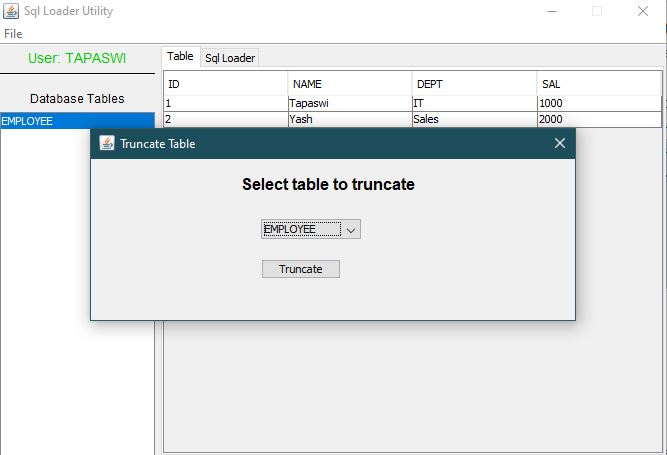 Sql Loader Utility
File
User: TAPASWI
Database Tables
EMPLOYEE
Table Sql Loader
ID NAME DEPT SAL
1 Tapaswi IT 1000
2 Yash Sales 2000
Truncate Table
Select table to truncate
EMPLOYEE
Truncate